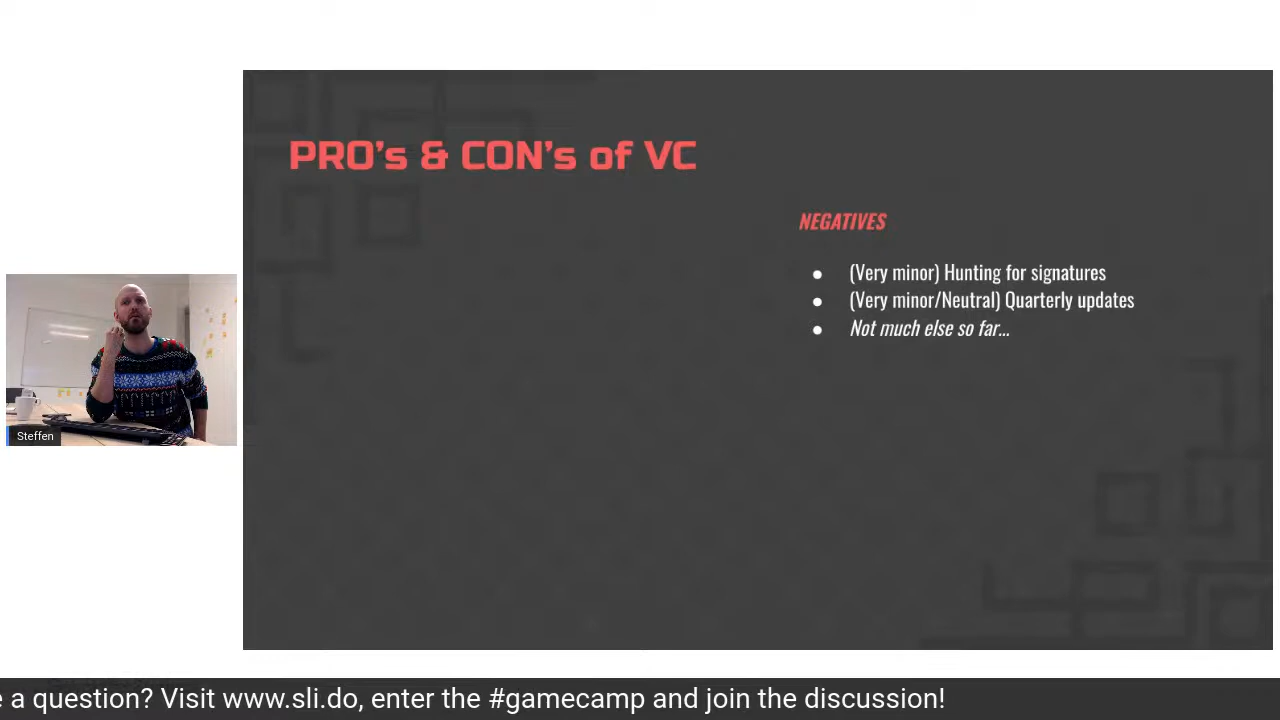 PRO's & CON's of VC
NEGATIVES
● (Very minor) Hunting for signatures
● (Very minor/Neutral) Quarterly updates
● Not much else so far...
Steffen
e a question? Visit www.sli.do, enter the #gamecamp and join the discussion!